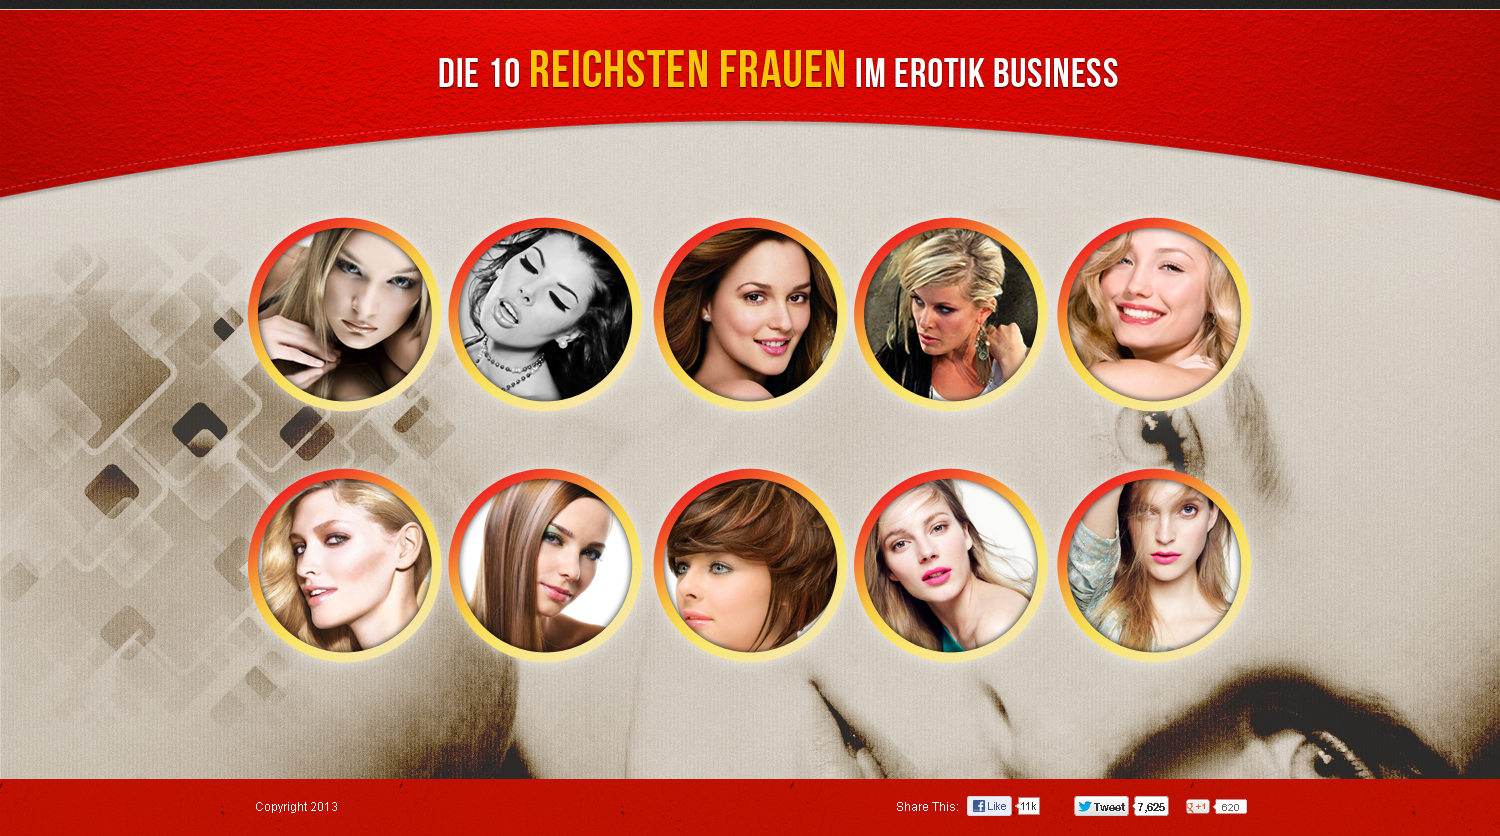 DIE 10 REICHSTEN FRAUEN IM EROTIK BUSINESS
Copyright 2013 Share This: Like 11k Tweet 7,625 +1 620